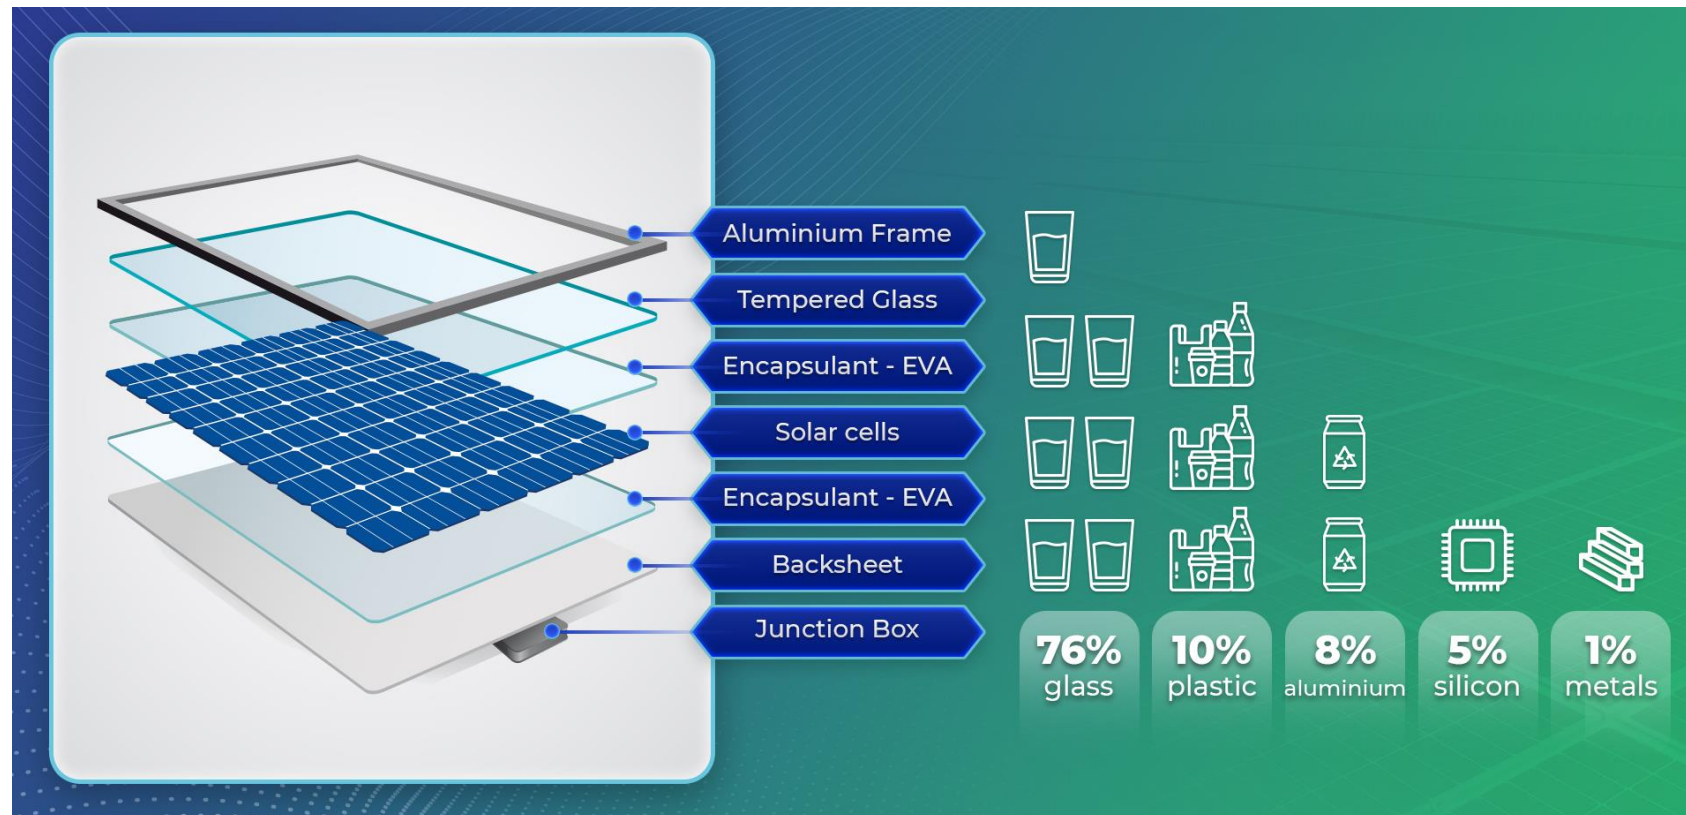 Aluminium Frame
Tempered Glass
Encapsulant - EVA
Solar cells
Encapsulant - EVA
Backsheet
Junction Box
76%
glass
10%
plastic
8%
aluminium
5%
silicon
1%
metals